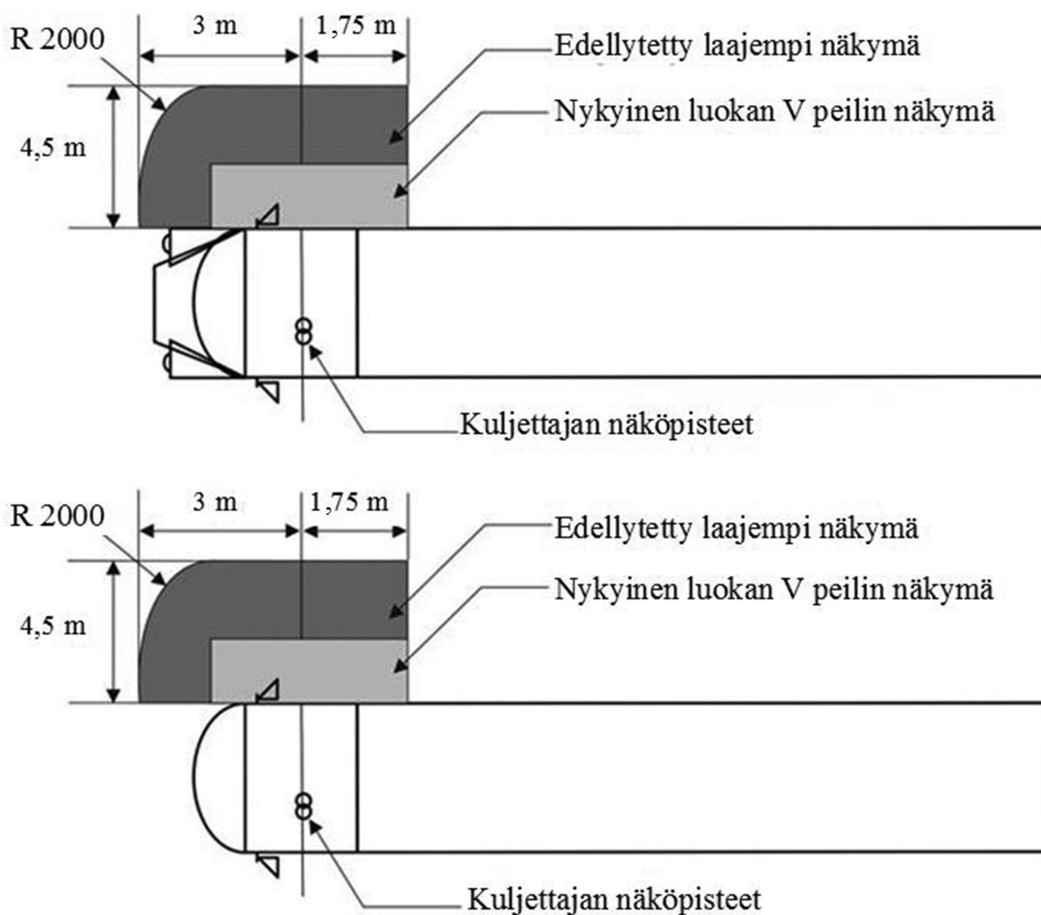 3 m
1,75 m
R 2000
Edellytetty laajempi näkymä
Nykyinen luokan V peilin näkymä
4,5 m
Kuljettajan näköpisteet
3 m
1,75 m
R 2000
Edellytetty laajempi näkymä
Nykyinen luokan V peilin näkymä
4,5 m
Kuljettajan näköpisteet